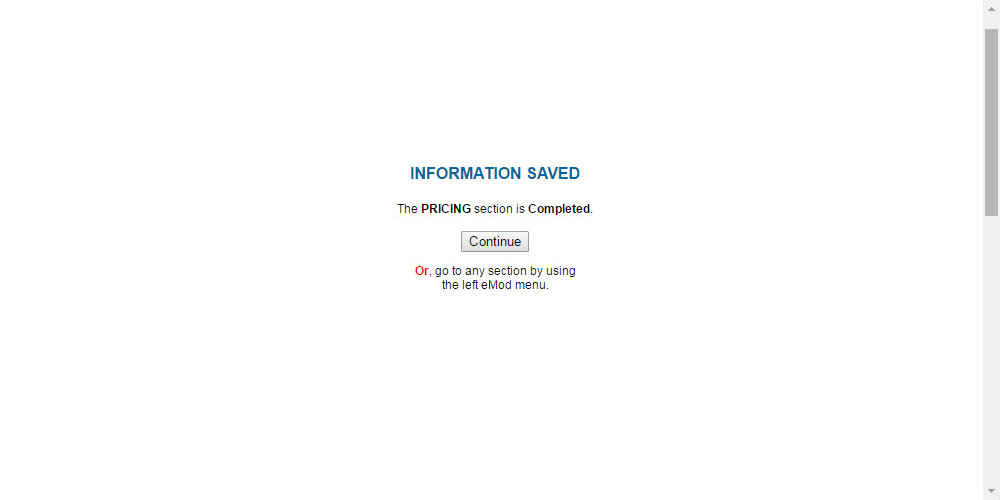 INFORMATION SAVED
The PRICING section is Completed.
Continue
Or, go to any section by using
the left eMod menu.